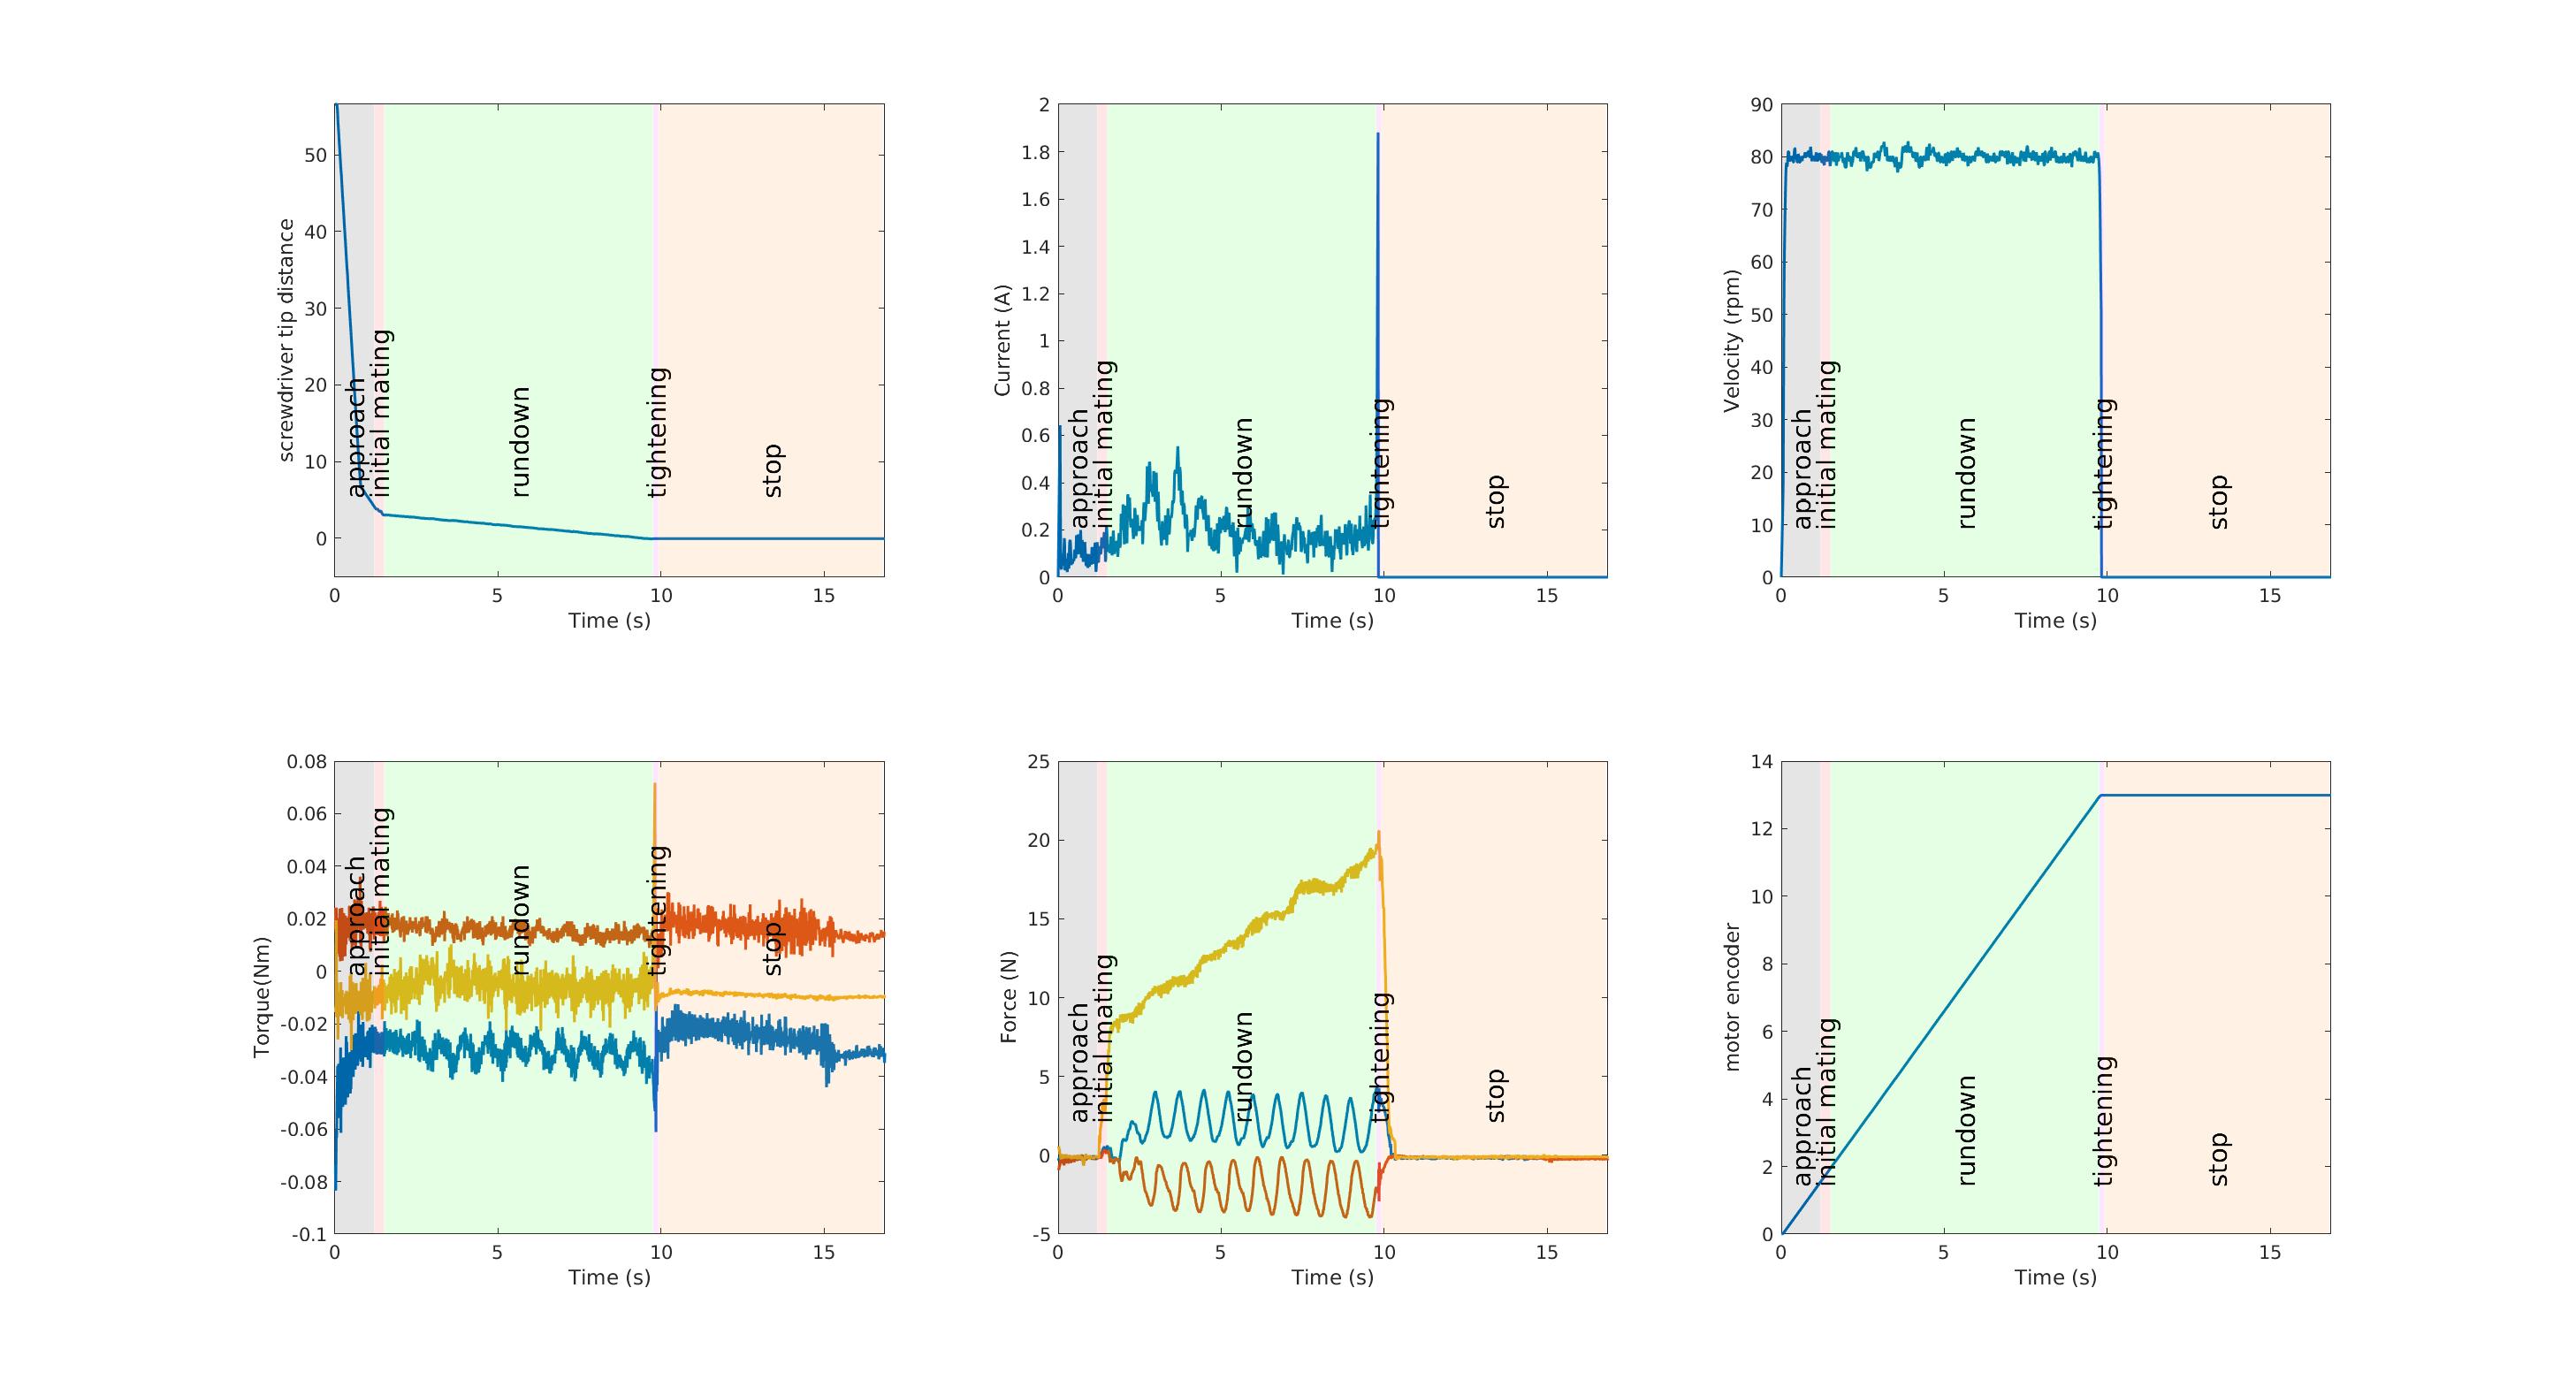 50
40
30
20
10
0
screwdriver tip distance
approach
initial mating
rundown
tightening
stop
0 5 10 15
Time (s)
2
1.8
1.6
1.4
1.2
1
0.8
0.6
0.4
0.2
0
Current (A)
approach
initial mating
rundown
tightening
stop
0 5 10 15
Time (s)
90
80
70
60
50
40
30
20
10
0
Velocity (rpm)
approach
initial mating
rundown
tightening
stop
0 5 10 15
Time (s)
0.08
0.06
0.04
0.02
0
-0.02
-0.04
-0.06
-0.08
-0.1
Torque(Nm)
approach
initial mating
rundown
tightening
stop
0 5 10 15
Time (s)
25
20
15
10
5
0
-5
Force (N)
approach
initial mating
rundown
tightening
stop
0 5 10 15
Time (s)
14
12
10
8
6
4
2
0
motor encoder
approach
initial mating
rundown
tightening
stop
0 5 10 15
Time (s)